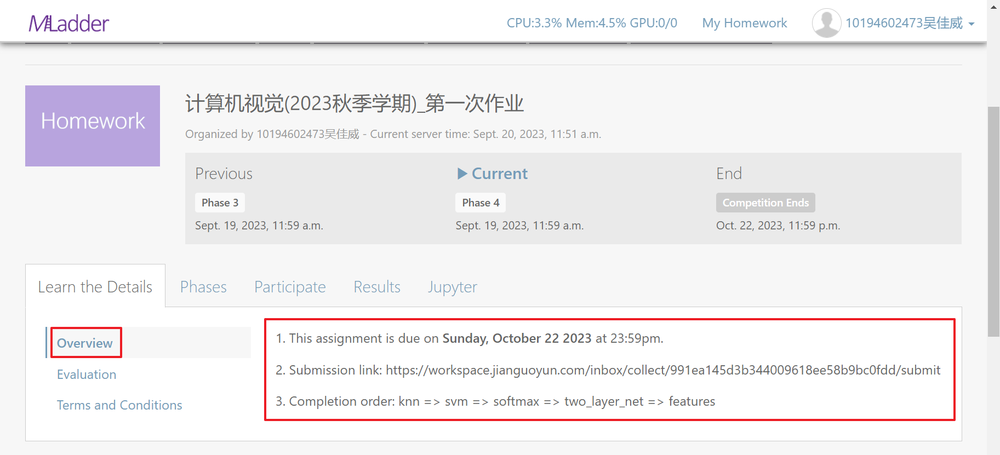 MLadder
CPU:3.3% Mem:4.5% GPU:0/0
My Homework
10194602473吴佳威
Homework
计算机视觉(2023秋季学期)_第一次作业
Organized by 10194602473吴佳威 - Current server time: Sept. 20, 2023, 11:51 a.m.
Previous
Current
End
Phase 3
Phase 4
Competition Ends
Sept. 19, 2023, 11:59 a.m.
Sept. 19, 2023, 11:59 a.m.
Oct. 22, 2023, 11:59 p.m.
Learn the Details
Phases
Participate
Results
Jupyter
Overview
Evaluation
Terms and Conditions
1. This assignment is due on Sunday, October 22 2023 at 23:59pm.
2. Submission link: https://workspace.jianguoyun.com/inbox/collect/991ea145d3b344009618ee58b9bc0fdd/submit
3. Completion order: knn => svm => softmax => two_layer_net => features